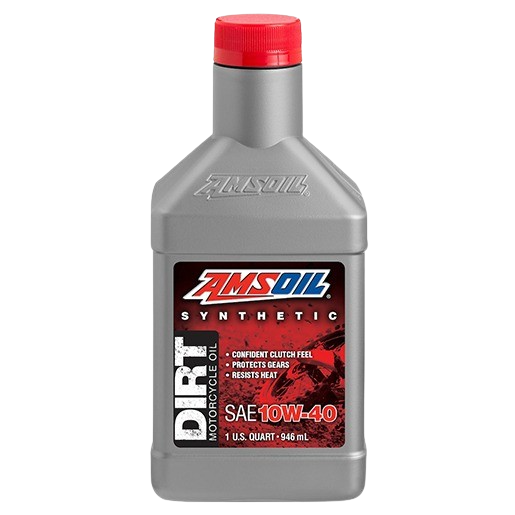 AMSOIL
AMSOIL®
SYNTHETIC
DIRT
MOTORCYCLE OIL
• CONFIDENT CLUTCH FEEL
• PROTECTS GEARS
• RESISTS HEAT
SAE 10W-40
1 U.S. QUART • 946 mL